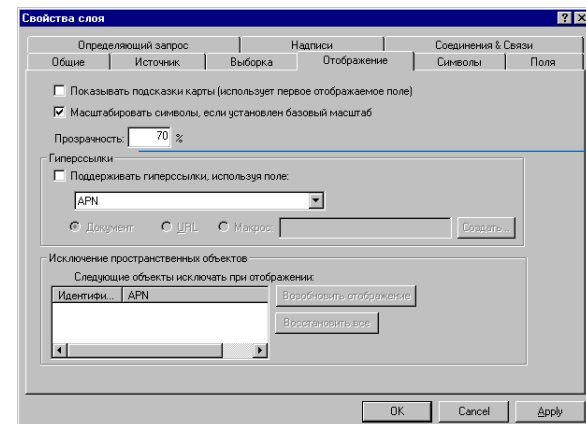 Свойства слоя
Определяющий запрос Надписи Соединения & Связи
Общие Источник Выборка Отображение Символы Поля
Показывать подсказки карты (использует первое отображаемое поле)
Масштабировать символы, если установлен базовый масштаб
Прозрачность: 70 %
Гиперссылки
Поддерживать гиперссылки, используя поле:
APN
Документ URL Макрос: Создать...
Исключение пространственных объектов
Следующие объекты исключать при отображении:
Идентифи... APN
Возобновить отображение
Восстановить все
OK Cancel Apply